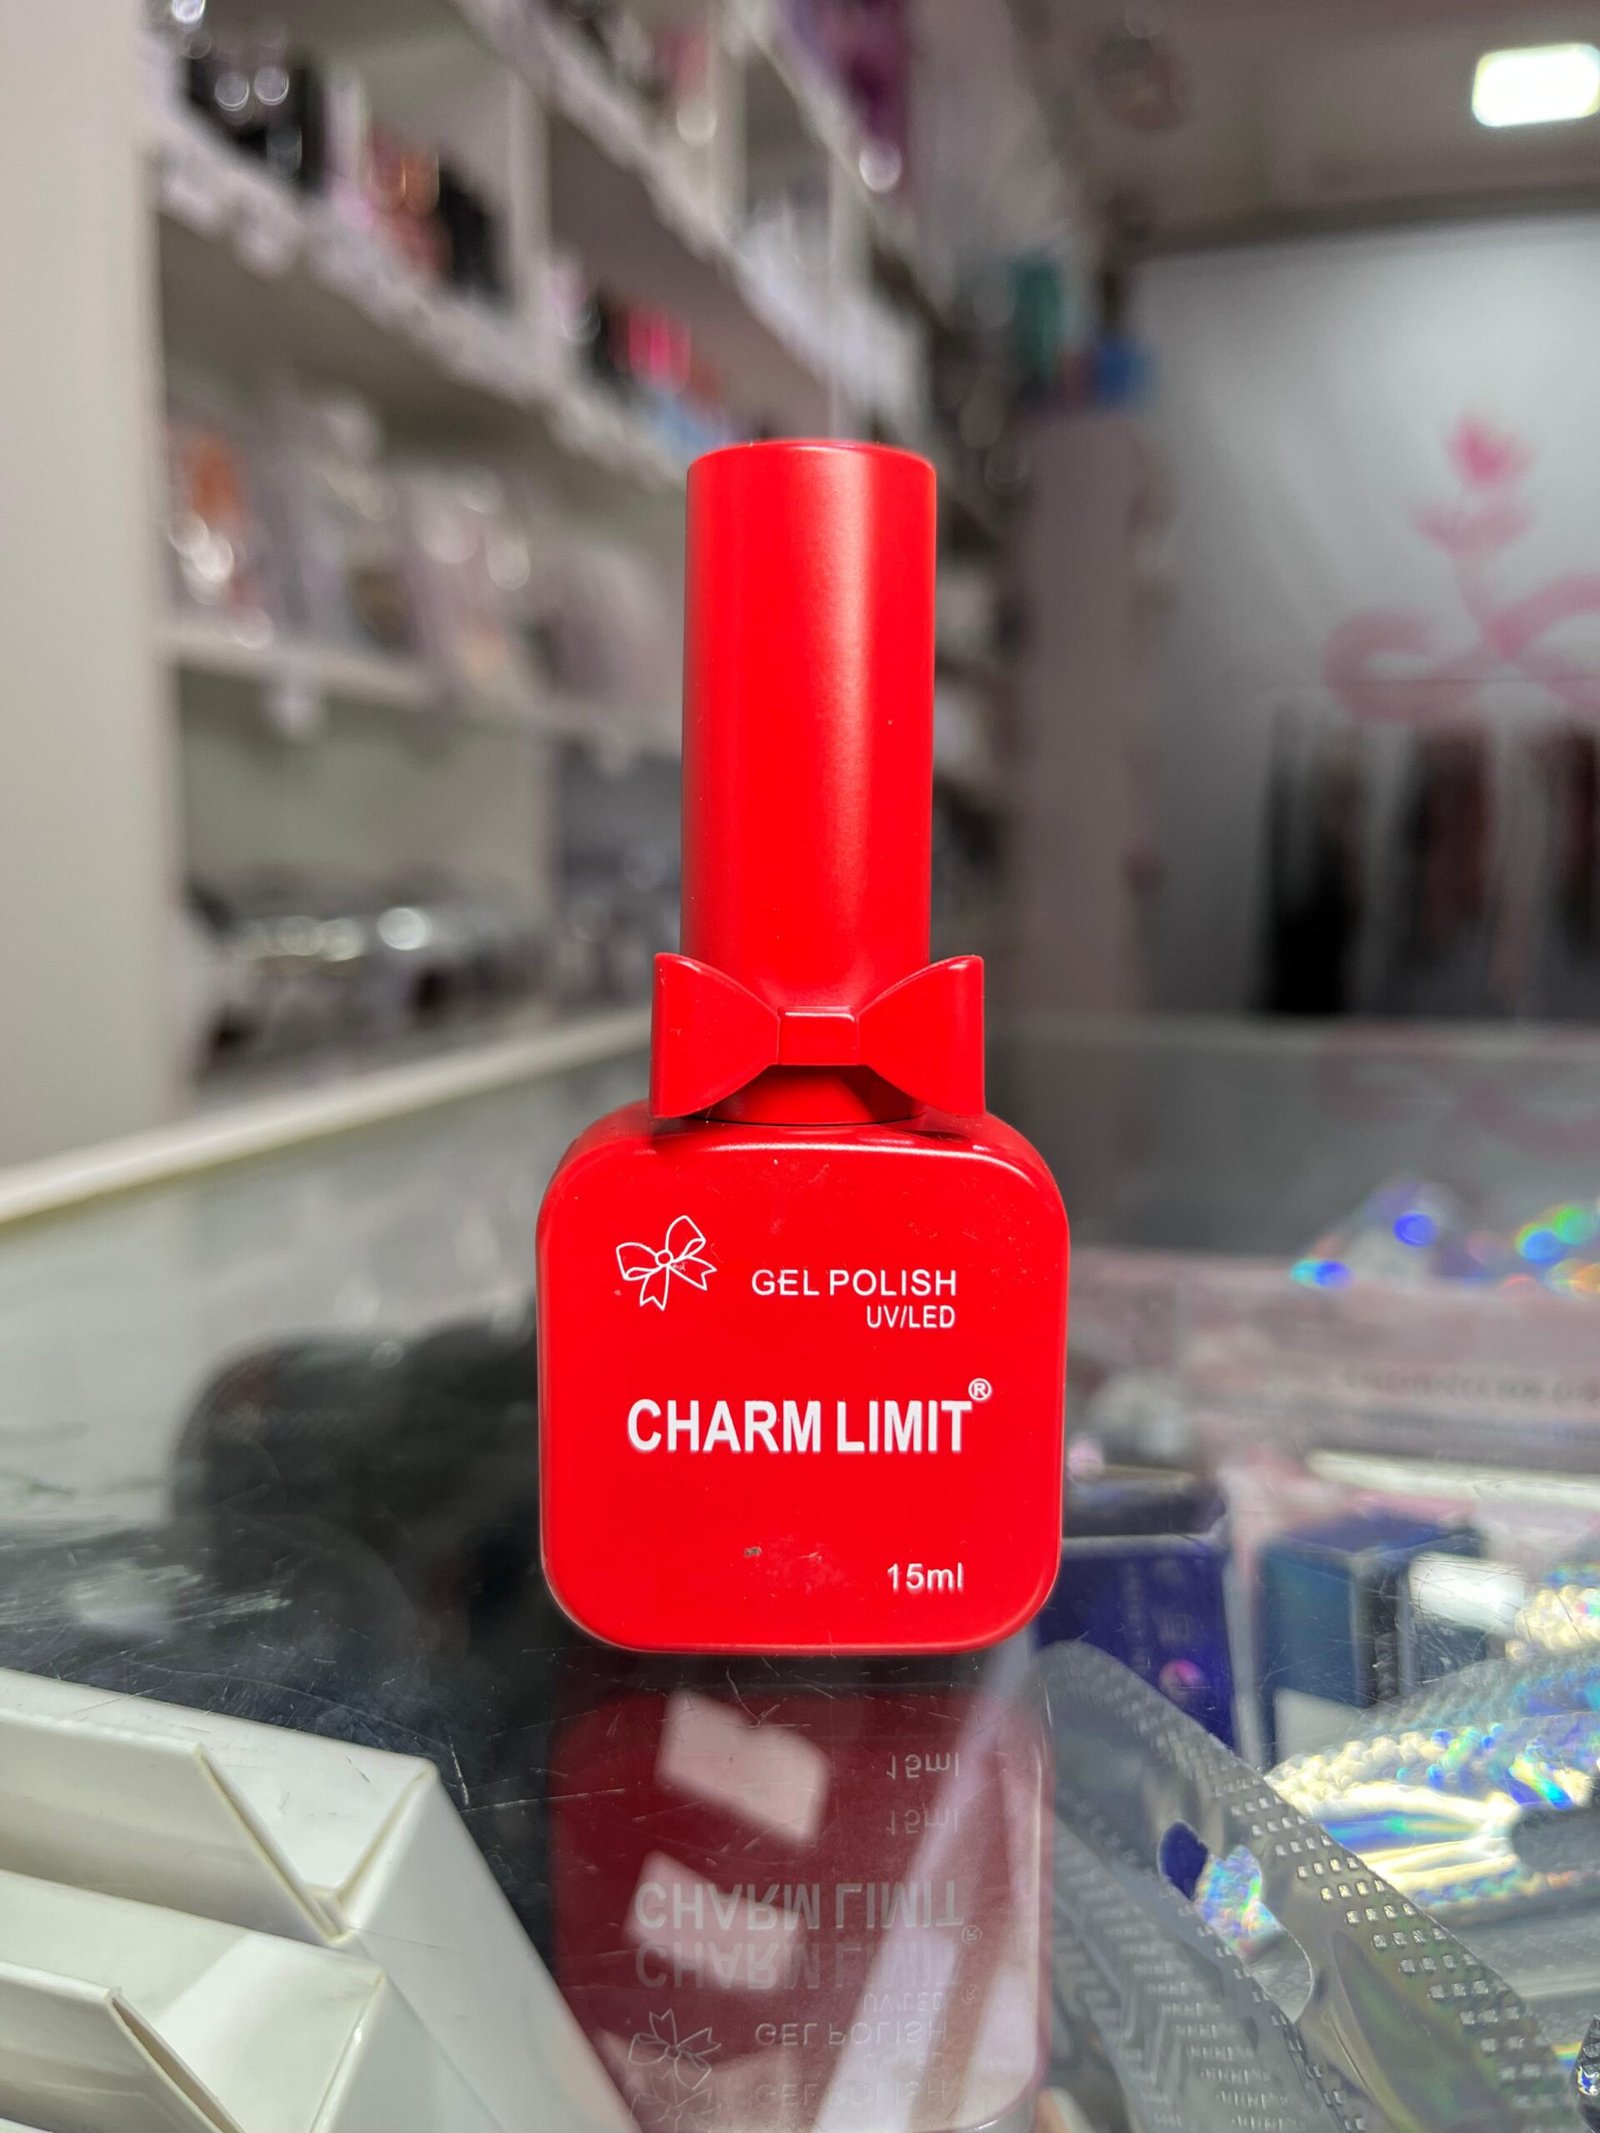 GEL POLISH
UV/LED
CHARM LIMIT®
15ml